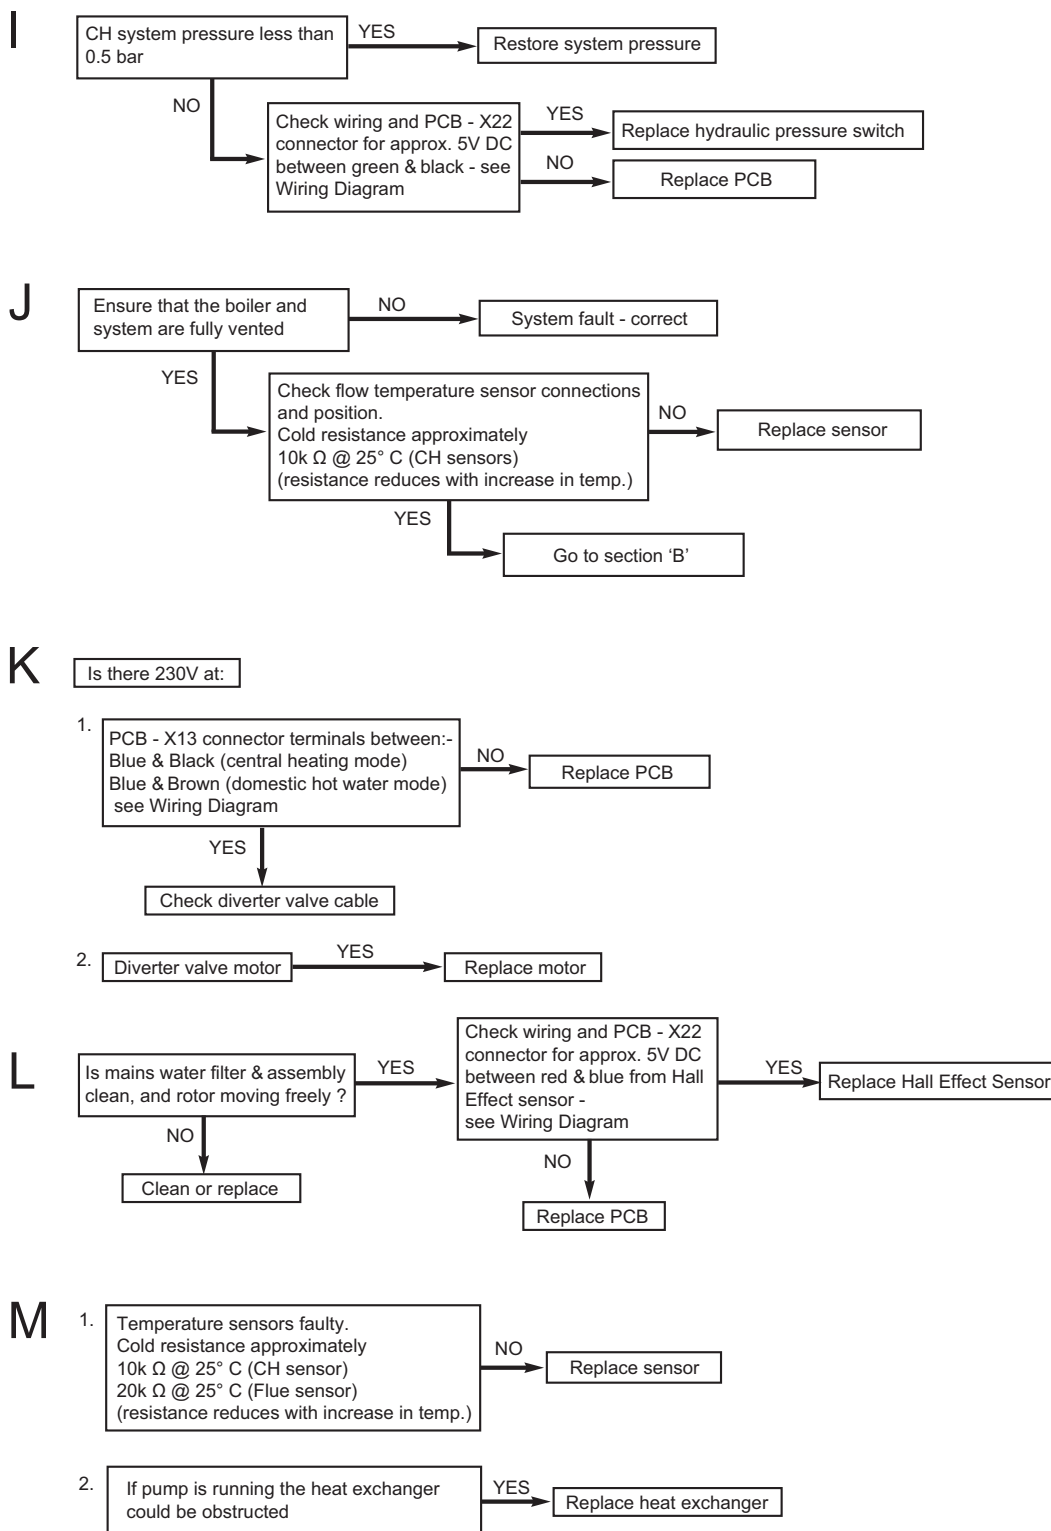 I
CH system pressure less than
0.5 bar
YES
Restore system pressure
NO
Check wiring and PCB - X22
connector for approx. 5V DC
between green & black - see
Wiring Diagram
YES
Replace hydraulic pressure switch
NO
Replace PCB
J
Ensure that the boiler and
system are fully vented
NO
System fault - correct
YES
Check flow temperature sensor connections
and position.
Cold resistance approximately
10k Ω @ 25° C (CH sensors)
(resistance reduces with increase in temp.)
NO
Replace sensor
YES
Go to section ‘B’
K
Is there 230V at:
1.
PCB - X13 connector terminals between:-
Blue & Black (central heating mode)
Blue & Brown (domestic hot water mode)
see Wiring Diagram
NO
Replace PCB
YES
Check diverter valve cable
2.
Diverter valve motor
YES
Replace motor
L
Is mains water filter & assembly
clean, and rotor moving freely ?
YES
Check wiring and PCB - X22
connector for approx. 5V DC
between red & blue from Hall
Effect sensor -
see Wiring Diagram
YES
Replace Hall Effect Sensor
NO
Clean or replace
NO
Replace PCB
M
1.
Temperature sensors faulty.
Cold resistance approximately
10k Ω @ 25° C (CH sensor)
20k Ω @ 25° C (Flue sensor)
(resistance reduces with increase in temp.)
NO
Replace sensor
2.
If pump is running the heat exchanger
could be obstructed
YES
Replace heat exchanger